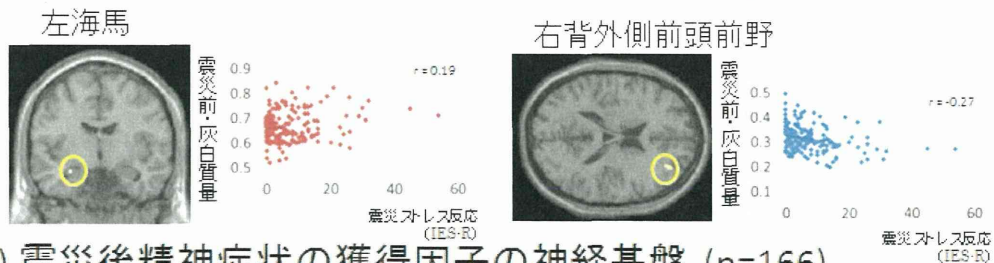 左海馬
震災前・灰白質量
0.9
0.8
0.7
0.6
0.5
r = 0.19
0 20 40 60
震災ストレス反応
(IES-R)
右背外側前頭前野
震災前・灰白質量
0.5
0.4
0.3
0.2
0.1
r = -0.27
0 20 40 60
震災ストレス反応
(IES-R)
) 震災後精神症状の獲得因子の神経基盤 (n=166)